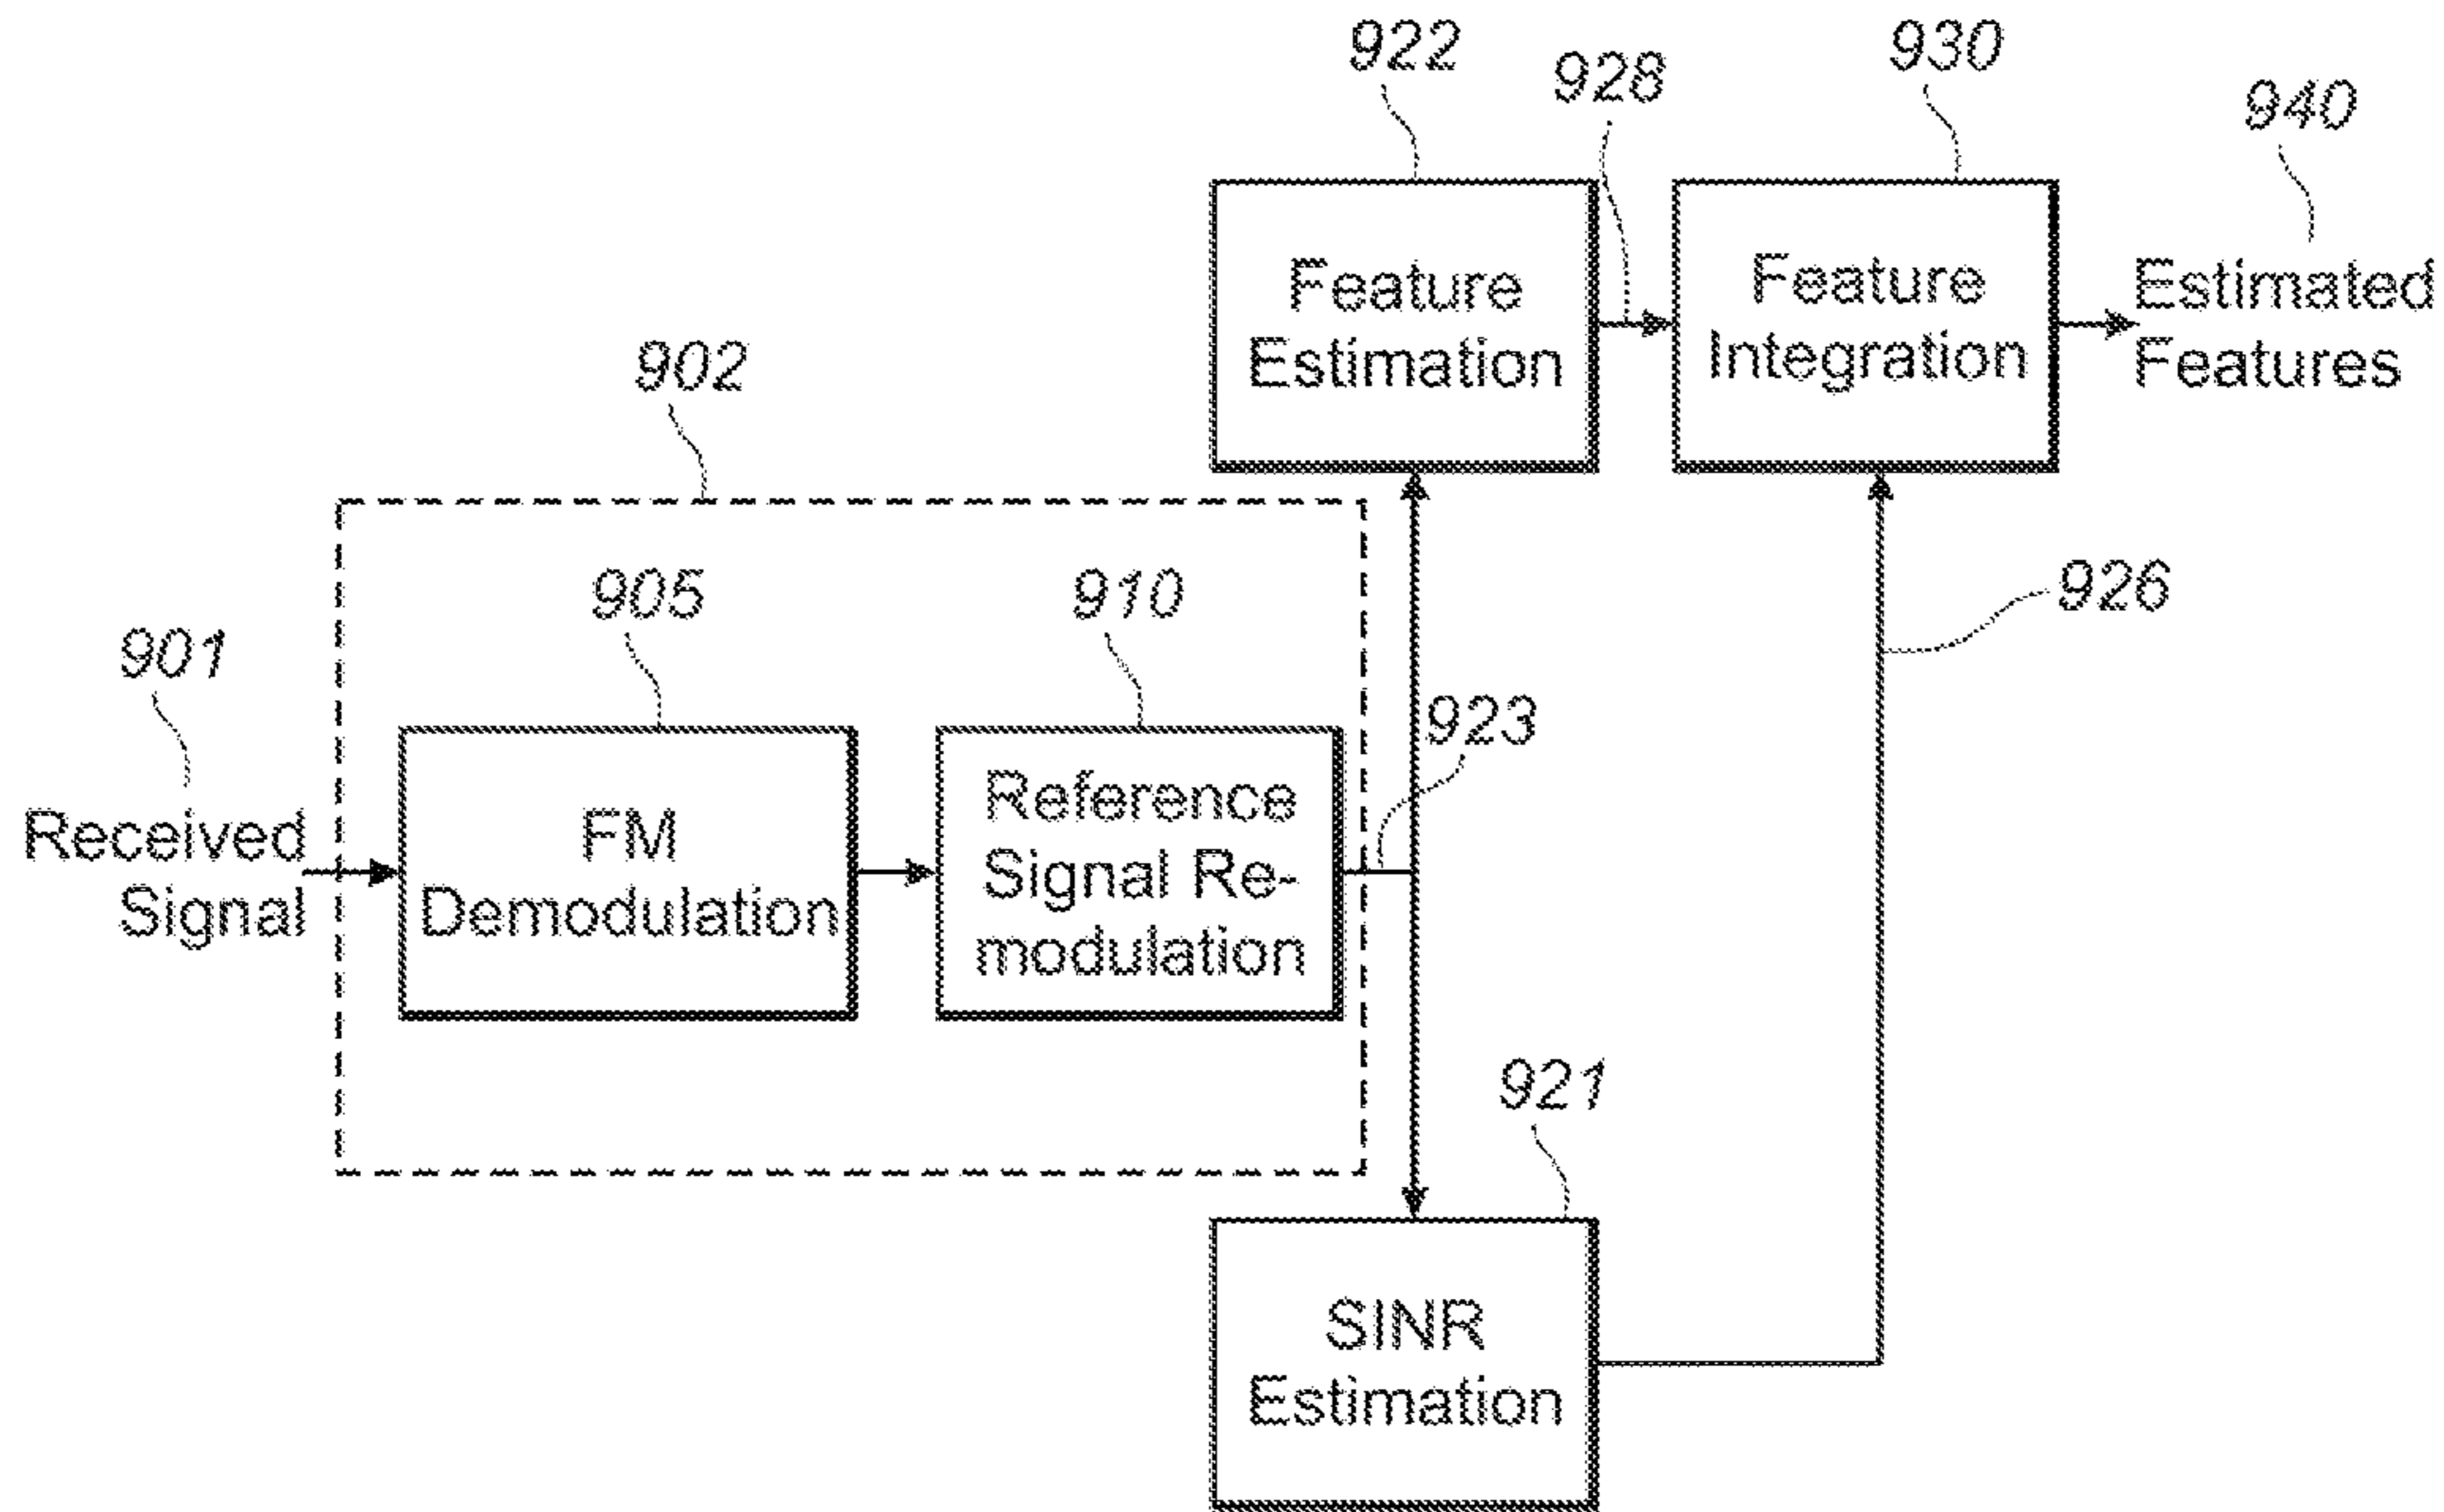 922
928
930
940
Feature
Estimation
Feature
Integration
Estimated
Features
902
905
910
926
901
923
Received
Signal
FM
Demodulation
Reference
Signal Re-
modulation
921
SINR
Estimation